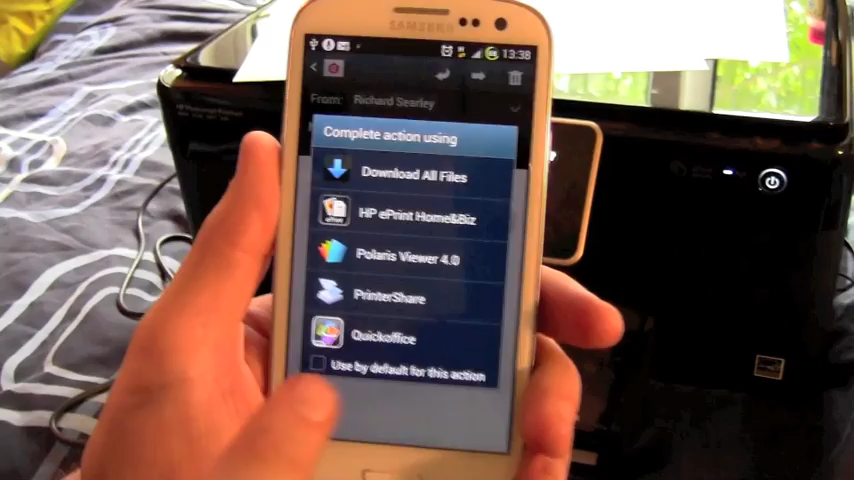 SAMSUNG
13:38
From: Richard Searley
Complete action using
Download All Files
HP ePrint Home&Biz
Polaris Viewer 4.0
PrinterShare
Quickoffice
Use by default for this action